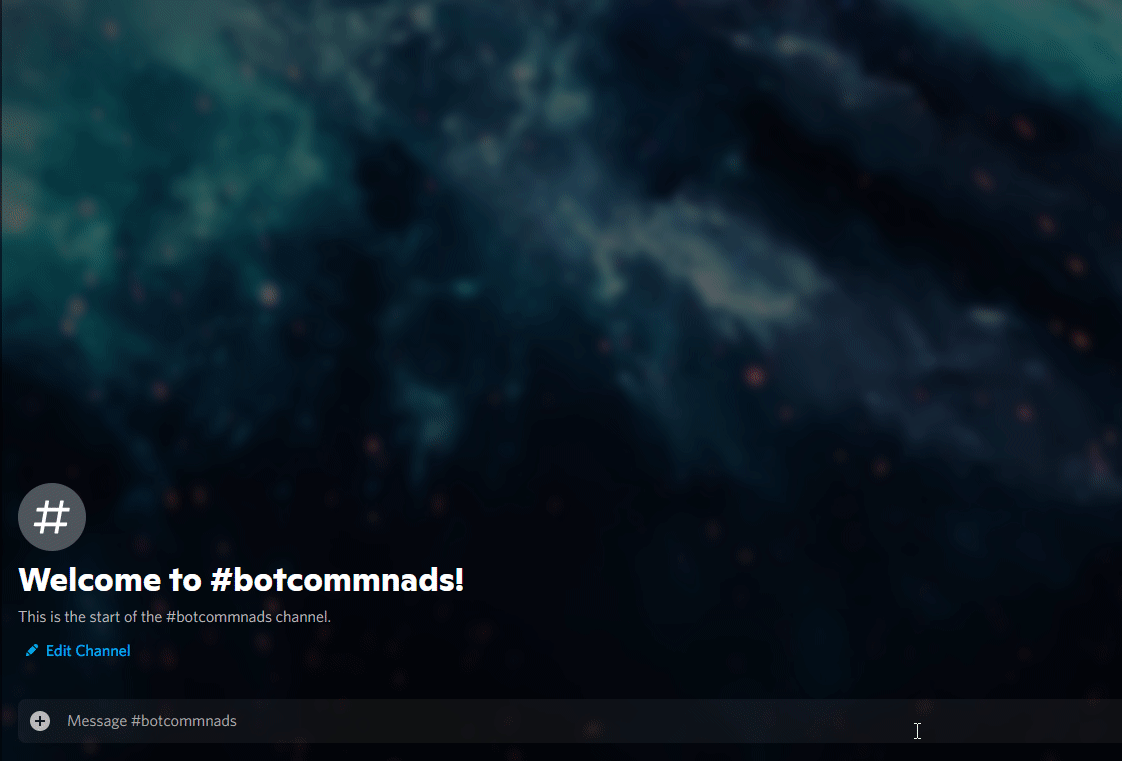 #
Welcome to #botcommnads!
This is the start of the #botcommnads channel.
Edit Channel
Message #botcommnads